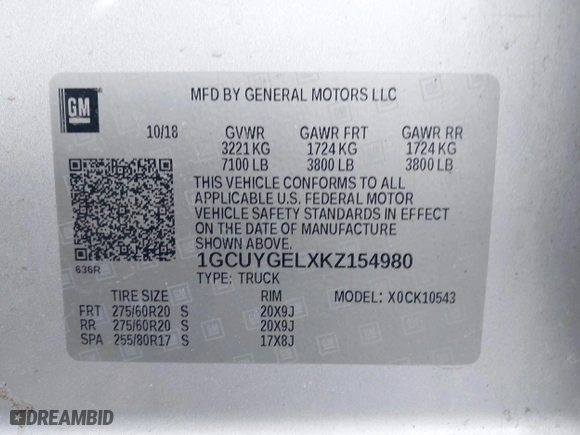 GM
MFD BY GENERAL MOTORS LLC
10/18 GVWR GAWR FRT GAWR RR
3221 KG 1724 KG 1724 KG
7100 LB 3800 LB 3800 LB
THIS VEHICLE CONFORMS TO ALL
APPLICABLE U.S. FEDERAL MOTOR
VEHICLE SAFETY STANDARDS IN EFFECT
ON THE DATE OF MANUFACTURE
SHOWN ABOVE.
636R
1GCUYGELXKZ154980
TYPE: TRUCK
TIRE SIZE RIM MODEL: X0CK10543
FRT 275/60R20 S 20X9J
RR 275/60R20 S 20X9J
SPA 255/80R17 S 17X8J
DREAMBID